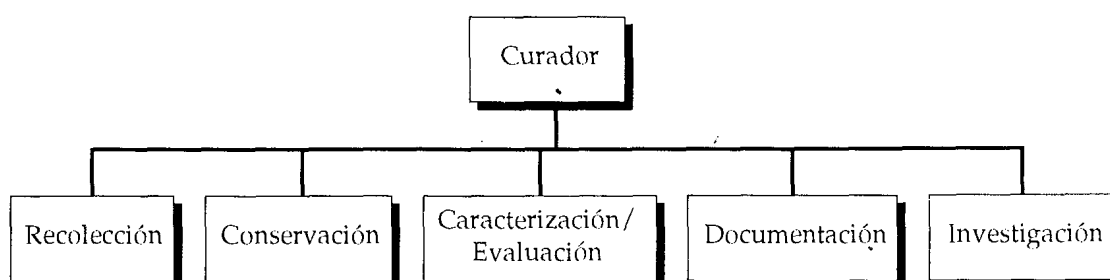 Curador
Recolección
Conservación
Caracterización/
Evaluación
Documentación
Investigación